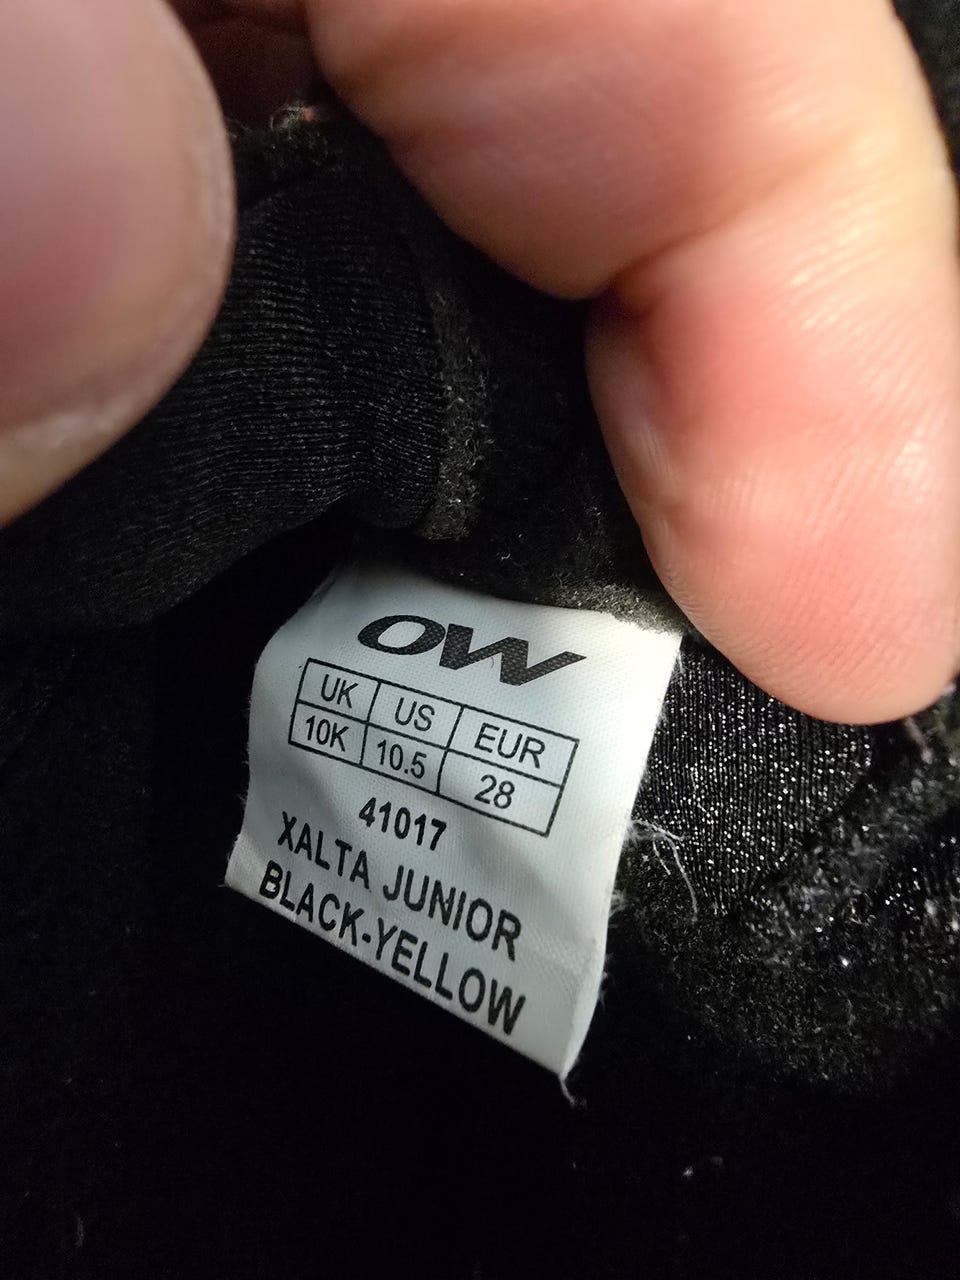 OW
UK US EUR
10K 10.5 28
41017
XALTA JUNIOR
BLACK-YELLOW